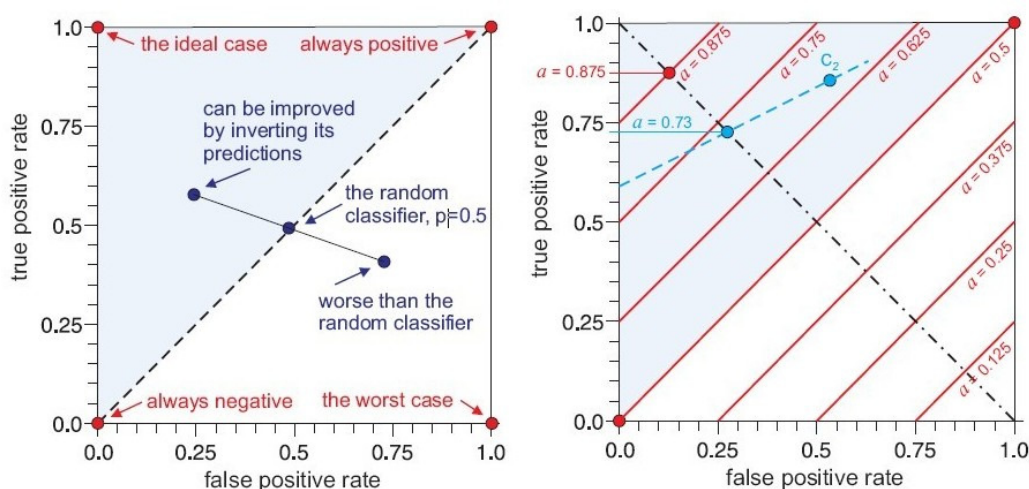 1.0
the ideal case
always positive
can be improved
by inverting its
predictions
0.75
the random
classifier, p=0.5
0.5
worse than the
random classifier
0.25
always negative
the worst case
0.0
0.0
0.25
0.5
0.75
1.0
false positive rate
true positive rate
1.0
a = 0.875
a = 0.875
a = 0.75
a = 0.625
a = 0.5
C2
0.75
a = 0.73
a = 0.375
0.5
a = 0.25
0.25
a = 0.125
0.0
0.0
0.25
0.5
0.75
1.0
false positive rate
true positive rate